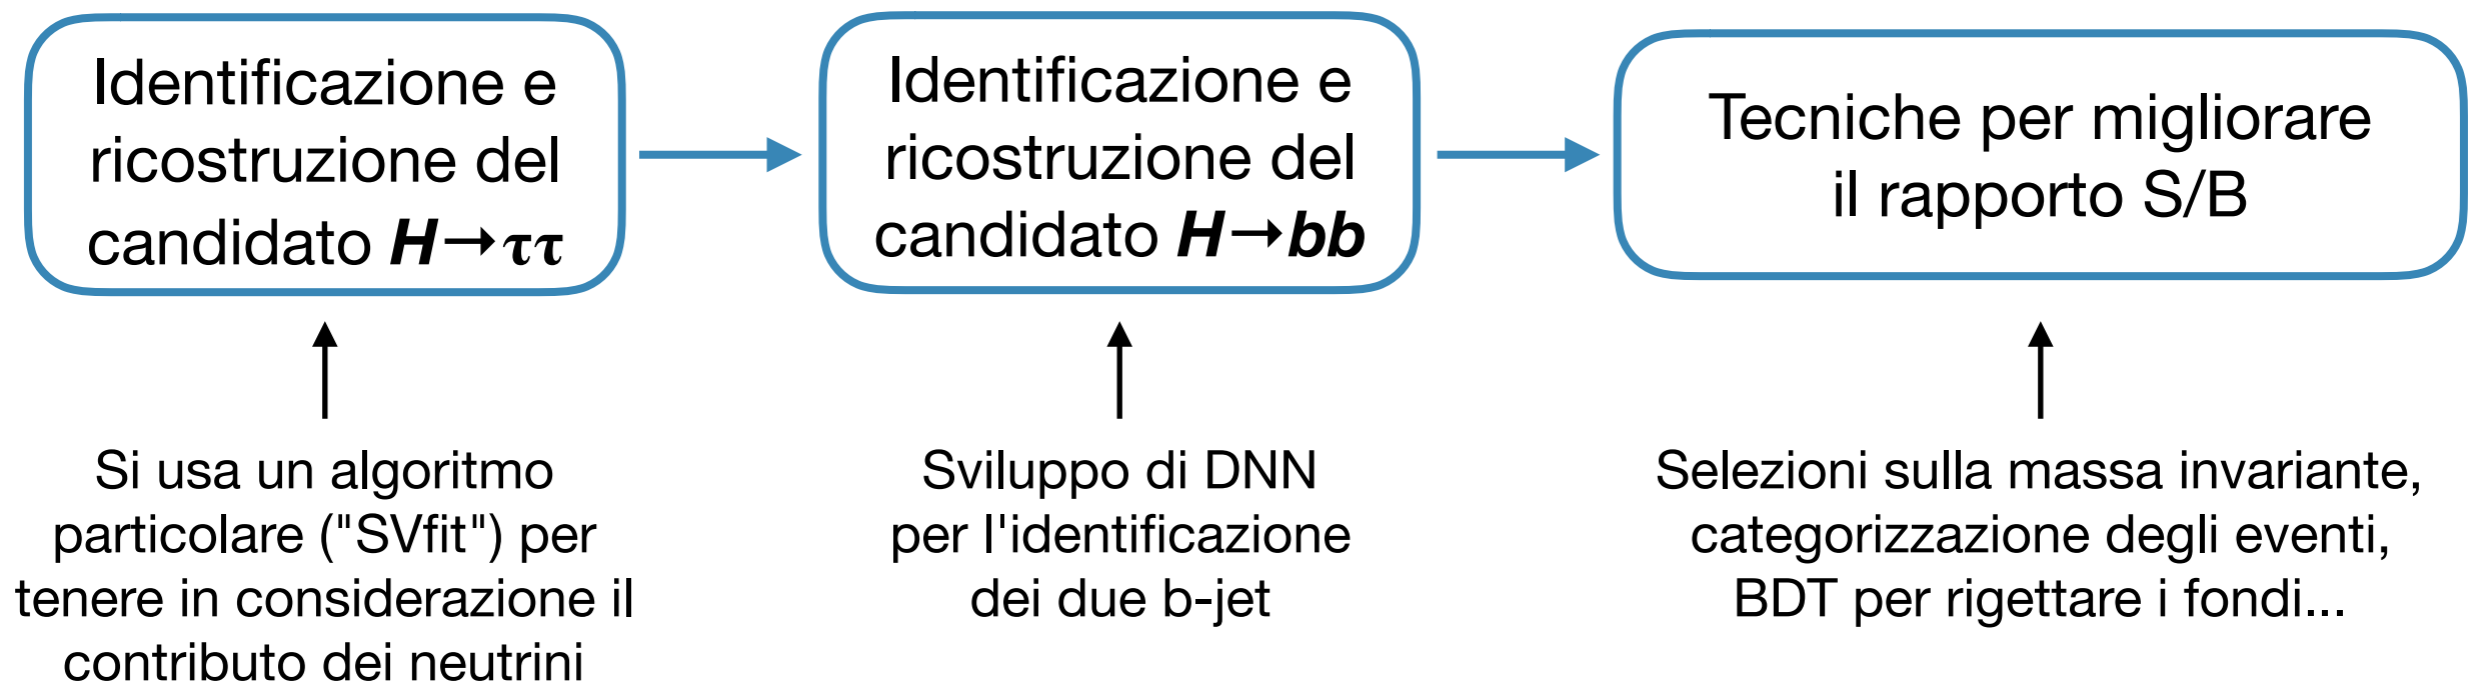 Identificazione e
ricostruzione del
candidato H→ττ
Identificazione e
ricostruzione del
candidato H→bb
Tecniche per migliorare
il rapporto S/B
Si usa un algoritmo
particolare ("SVfit") per
tenere in considerazione il
contributo dei neutrini
Sviluppo di DNN
per l'identificazione
dei due b-jet
Selezioni sulla massa invariante,
categorizzazione degli eventi,
BDT per rigettare i fondi...